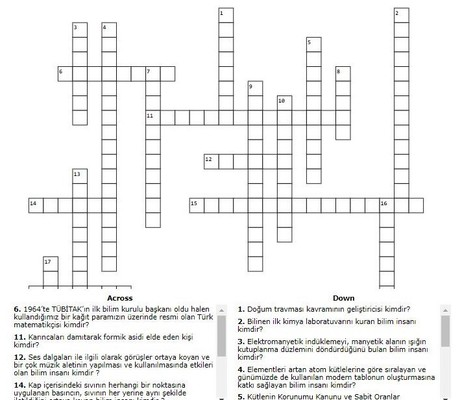 1
2
3
4
5
6
7
8
9
10
11
12
13
14
15
16
17
Across
6. 1964'te TÜBİTAK'ın ilk bilim kurulu başkanı oldu halen
kullandığımız bir kağıt paramızın üzerinde resmi olan Türk
matematikçisi kimdir?
11. Karıncaları damıtarak formik asidi elde eden kişi
kimdir?
12. Ses dalgaları ile ilgili olarak görüşler ortaya koyan ve
bir çok müzik aletinin yapılması ve kullanılmasında etkileri
olan bilim insanı kimdir?
14. Kap içerisindeki sıvının herhangi bir noktasına
uygulanan basıncın, sıvının her yerine aynı şekilde
Down
1. Doğum travması kavramının geliştiricisi kimdir?
2. Bilinen ilk kimya laboratuvarını kuran bilim insanı
kimdir?
3. Elektromanyetik indüklemeyi, manyetik alanın ışığın
kutuplanma düzlemini döndürdüğünü bulan bilim insanı
kimdir?
4. Elementleri artan atom kütlelerine göre sıralayan ve
günümüzde de kullanılan modern tablonun oluşturmasına
katkı sağlayan bilim insanı kimdir?
5. Kütlenin Korunumu Kanunu ve Sabit Oranlar